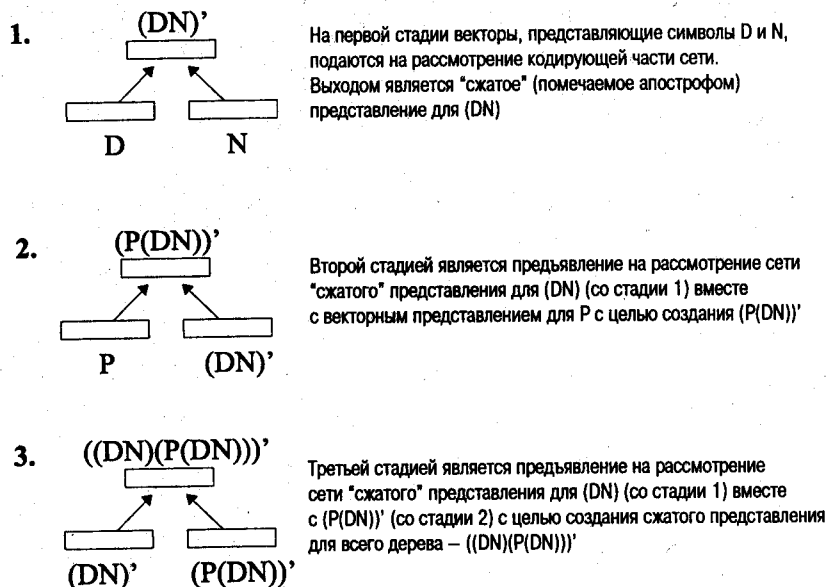 1.
(DN)’
D N
На первой стадии векторы, представляющие символы D и N,
подаются на рассмотрение кодирующей части сети.
Выходом является "сжатое" (помечаемое апострофом)
представление для (DN)
2.
(P(DN))’
P (DN)’
Второй стадией является предъявление на рассмотрение сети
"сжатого" представления для (DN) (со стадии 1) вместе
с векторным представлением для P с целью создания (P(DN))’
3.
((DN)(P(DN)))’
(DN)’ (P(DN))’
Третьей стадией является предъявление на рассмотрение
сети "сжатого" представления для (DN) (со стадии 1) вместе
с (P(DN))’ (со стадии 2) с целью создания сжатого представления
для всего дерева – ((DN)(P(DN)))’